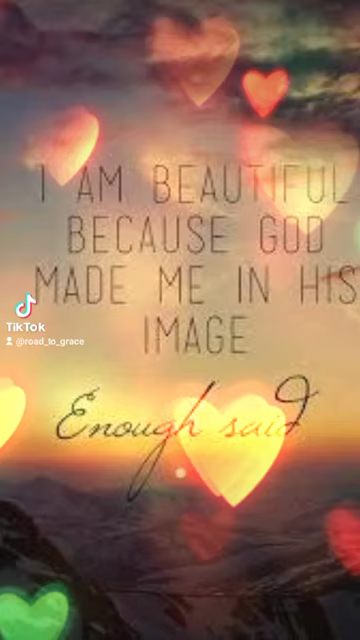 I AM BEAUTIFUL
BECAUSE GOD
MADE ME IN HIS
IMAGE
TikTok
@road_to_grace
Enough said